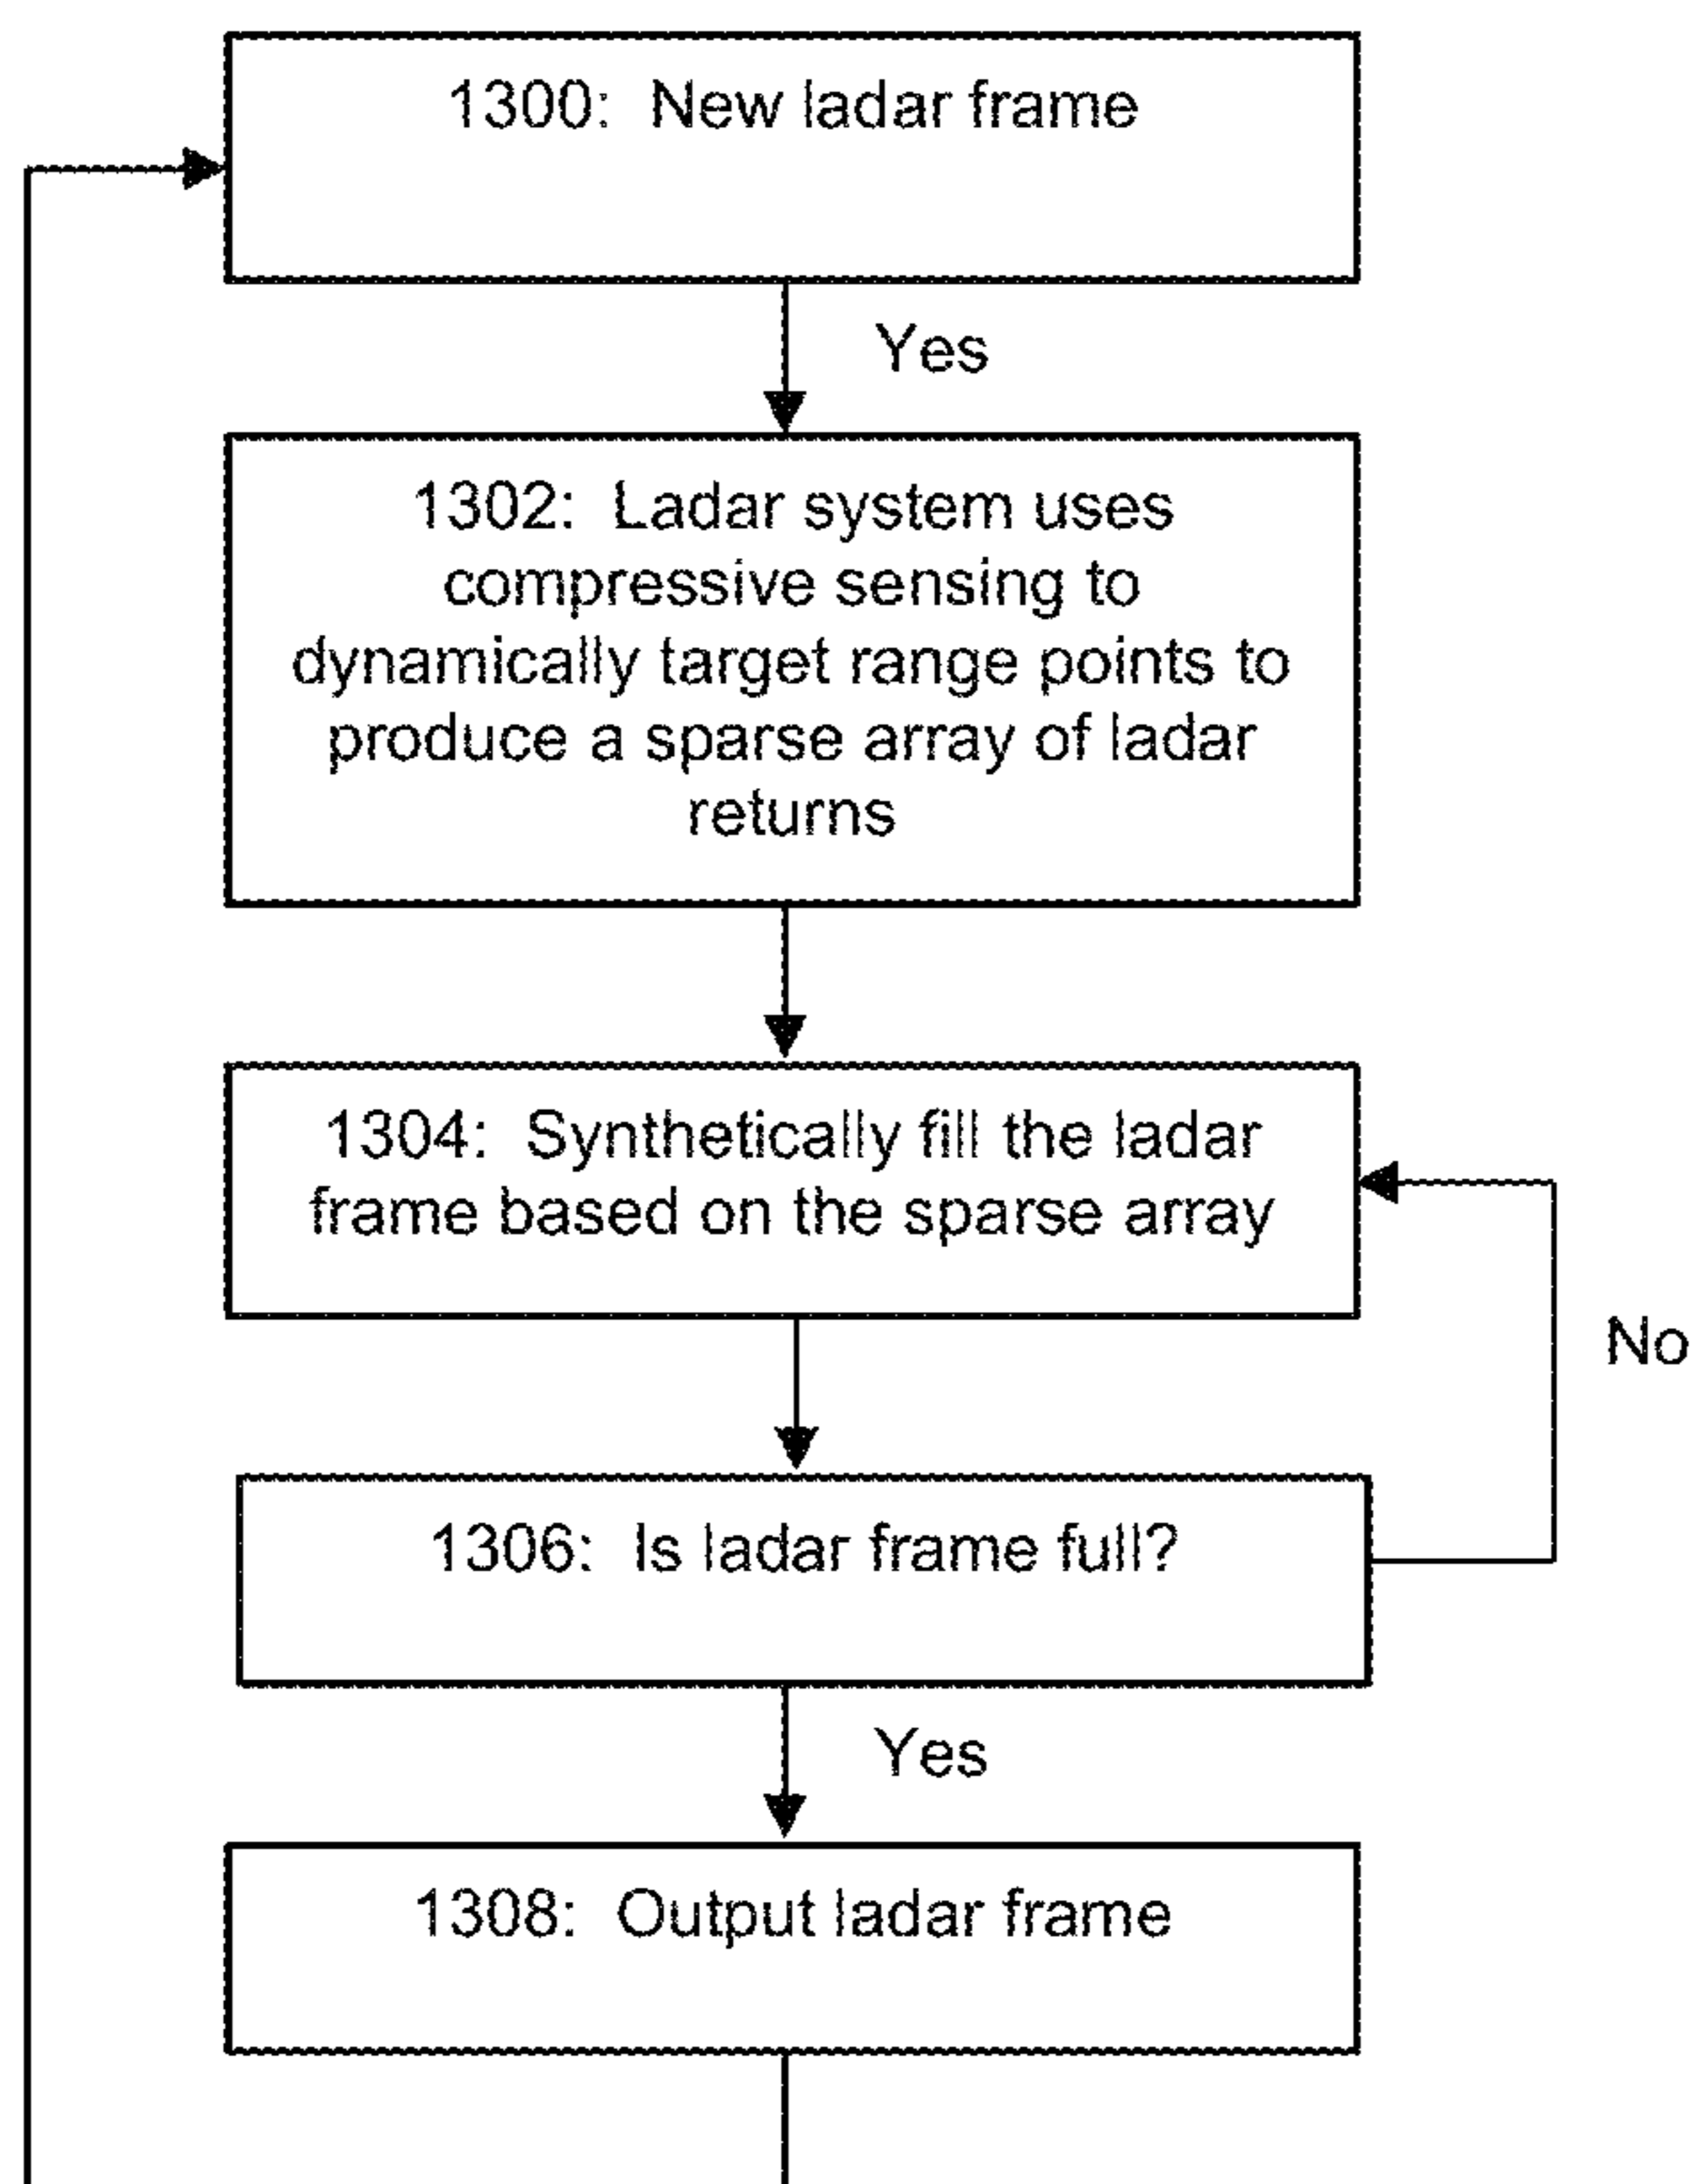 1300: New ladar frame
Yes
1302: Ladar system uses
compressive sensing to
dynamically target range points to
produce a sparse array of ladar
returns
1304: Synthetically fill the ladar
frame based on the sparse array
No
1306: Is ladar frame full?
Yes
1308: Output ladar frame